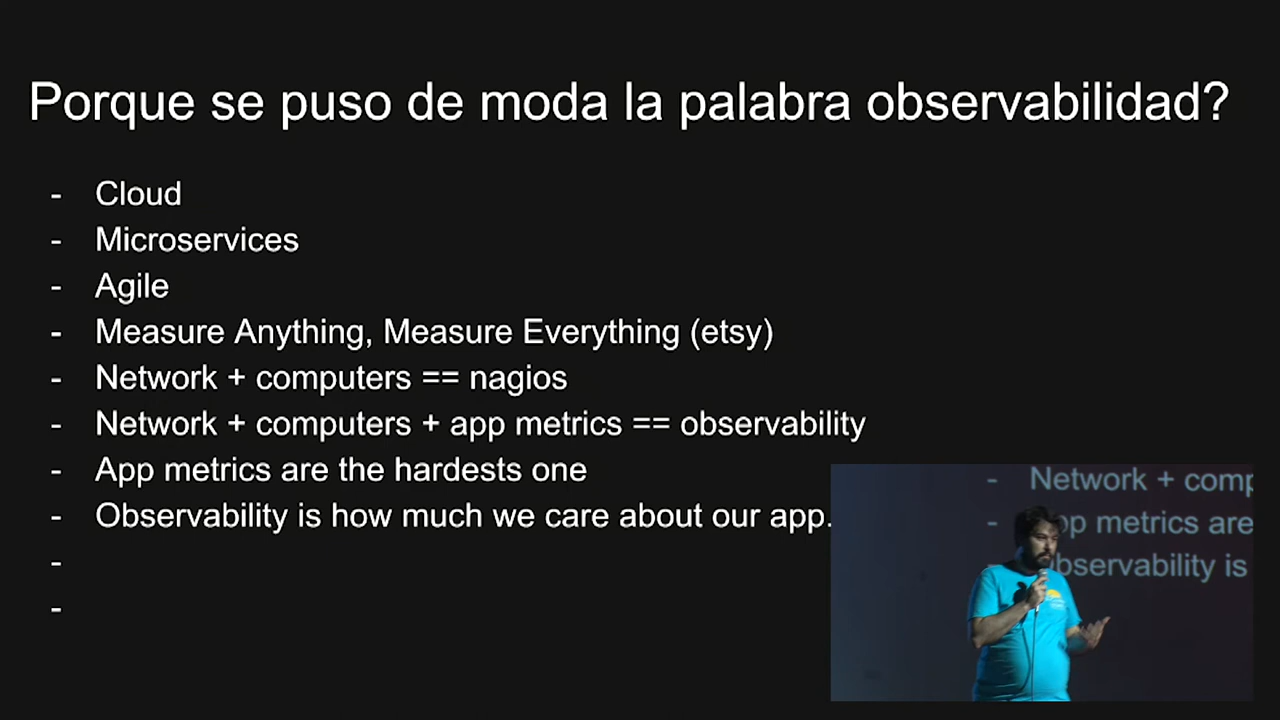 Porque se puso de moda la palabra observabilidad?
- Cloud
- Microservices
- Agile
- Measure Anything, Measure Everything (etsy)
- Network + computers == nagios
- Network + computers + app metrics == observability
- App metrics are the hardests one
- Observability is how much we care about our app.
-
-
- Network + comp
- App metrics are
- Observability is